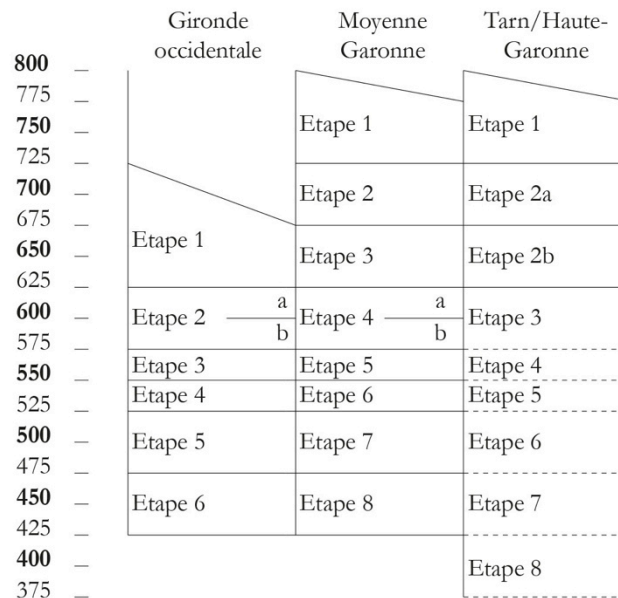 Gironde occidentale
Moyenne Garonne
Tarn/Haute-Garonne
800
775
Etape 1
Etape 1
750
725
700
Etape 2
Etape 2a
675
Etape 1
650
Etape 3
Etape 2b
625
a
a
600
Etape 2
Etape 4
Etape 3
b
b
575
Etape 3
Etape 5
Etape 4
550
Etape 4
Etape 6
Etape 5
525
500
Etape 5
Etape 7
Etape 6
475
450
Etape 6
Etape 8
Etape 7
425
400
Etape 8
375